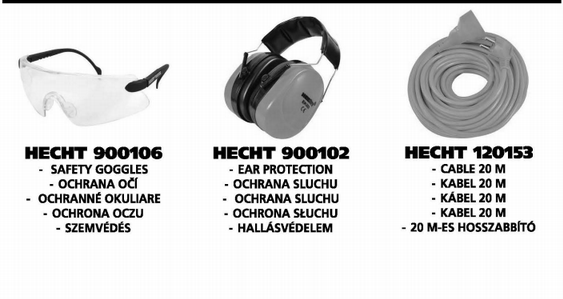 HECHT 900106
- SAFETY GOGGLES
- OCHRANA OČÍ
- OCHRANNÉ OKULIARE
- OCHRONA OCZU
- SZEMVÉDÉS
HECHT 900102
- EAR PROTECTION
- OCHRANA SLUCHU
- OCHRANA SLUCHU
- OCHRONA SŁUCHU
- HALLÁSVÉDELEM
HECHT 120153
- CABLE 20 M
- KABEL 20 M
- KÁBEL 20 M
- KABEL 20 M
- 20 M-ES HOSSZABBÍTÓ